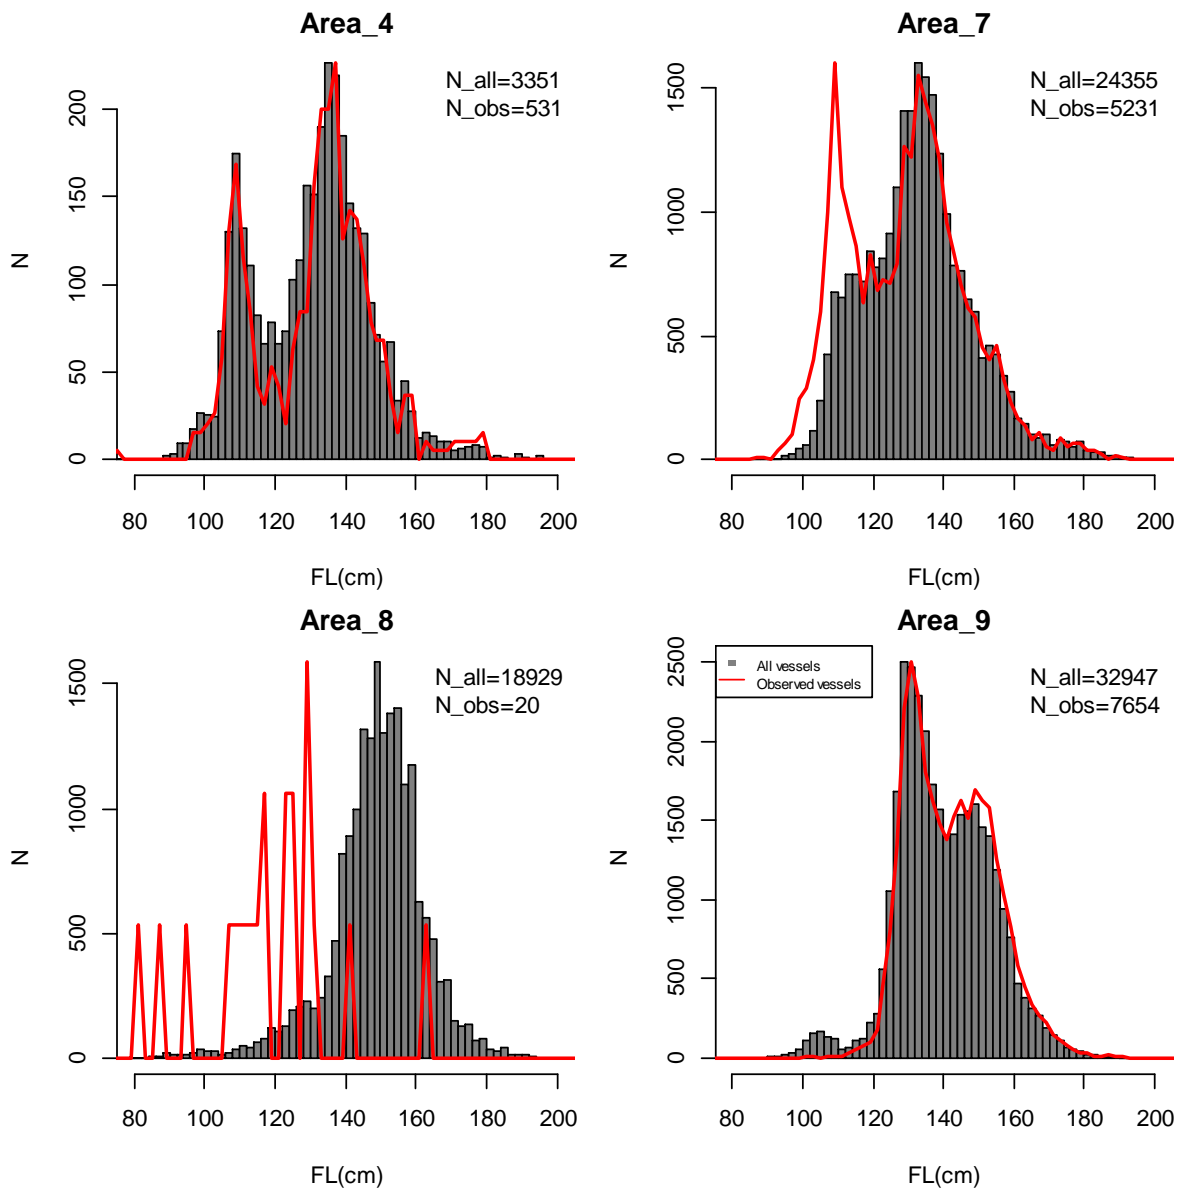 Area_4
N_all=3351
N_obs=531
N
0
50
100
150
200
80 100 120 140 160 180 200
FL(cm)
Area_7
N_all=24355
N_obs=5231
N
0
500
1000
1500
80 100 120 140 160 180 200
FL(cm)
Area_8
N_all=18929
N_obs=20
N
0
500
1000
1500
80 100 120 140 160 180 200
FL(cm)
Area_9
All vessels
Observed vessels
N_all=32947
N_obs=7654
N
0
500
1000
1500
2000
2500
80 100 120 140 160 180 200
FL(cm)